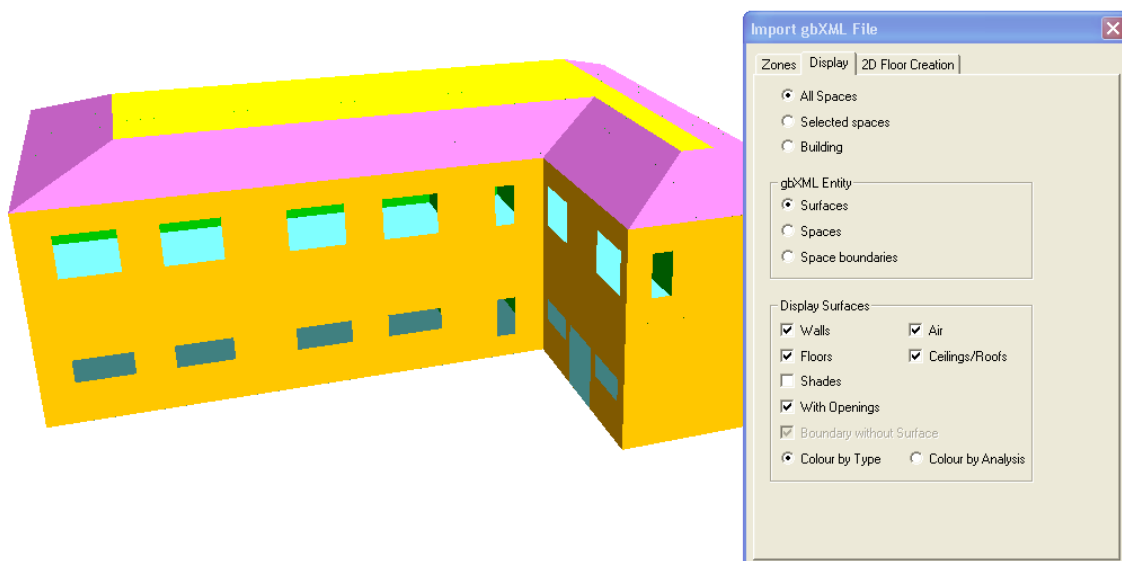 Import gbXML File
Zones Display 2D Floor Creation
All Spaces
Selected spaces
Building
gbXML Entity
Surfaces
Spaces
Space boundaries
Display Surfaces
Walls Air
Floors Ceilings/Roofs
Shades
With Openings
Boundary without Surface
Colour by Type Colour by Analysis